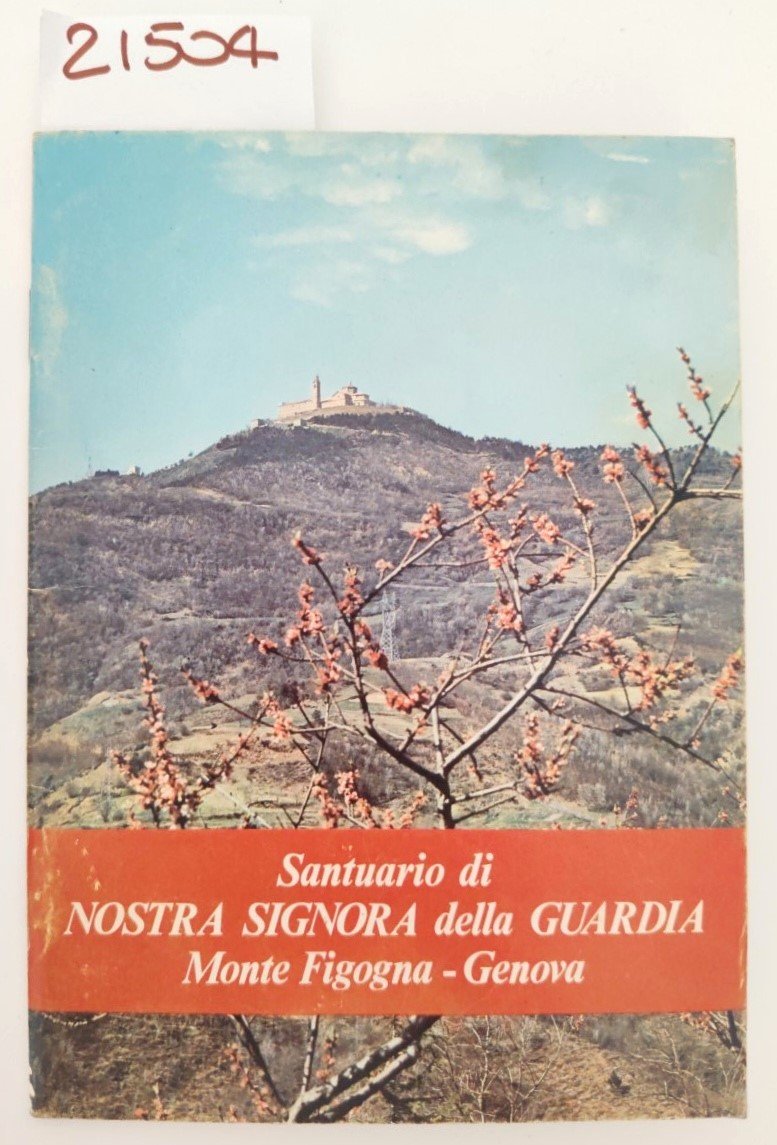 21504
Santuario di
NOSTRA SIGNORA della GUARDIA
Monte Figogna - Genova